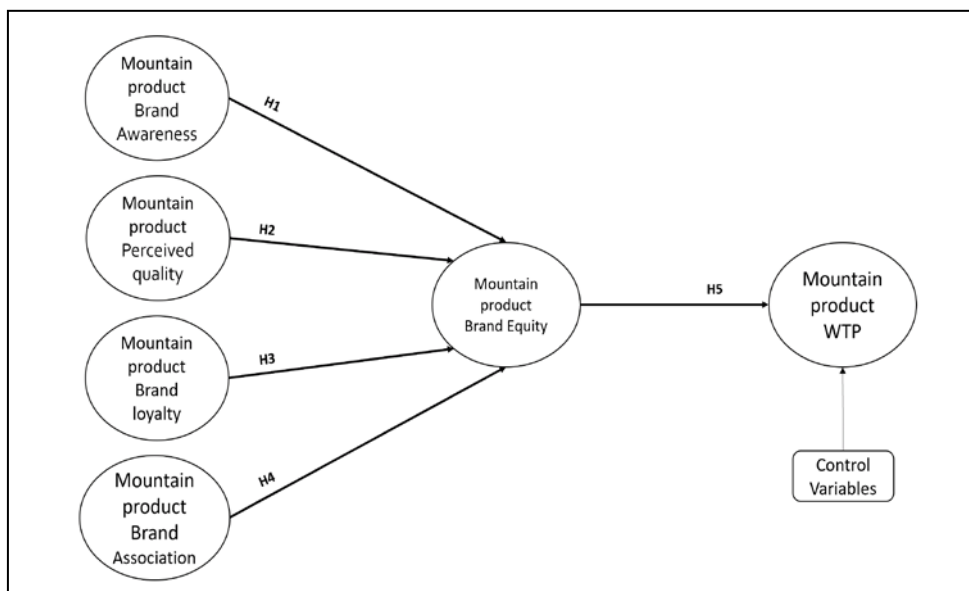 Mountain
product
Brand
Awareness
H1
Mountain
product
Perceived
quality
H2
Mountain
product
Brand
loyalty
H3
Mountain
product
Brand
Association
H4
Mountain
product
Brand Equity
H5
Mountain
product
WTP
Control
Variables